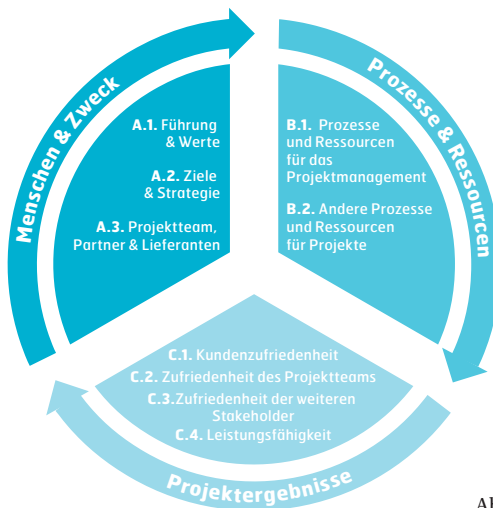 Menschen & Zweck
A.1. Führung
& Werte
A.2. Ziele
& Strategie
A.3. Projektteam,
Partner & Lieferanten
Prozesse & Ressourcen
B.1. Prozesse
und Ressourcen
für das
Projektmanagement
B.2. Andere Prozesse
und Ressourcen
für Projekte
C.1. Kundenzufriedenheit
C.2. Zufriedenheit des Projektteams
C.3.Zufriedenheit der weiteren
Stakeholder
C.4. Leistungsfähigkeit
Projektergebnisse